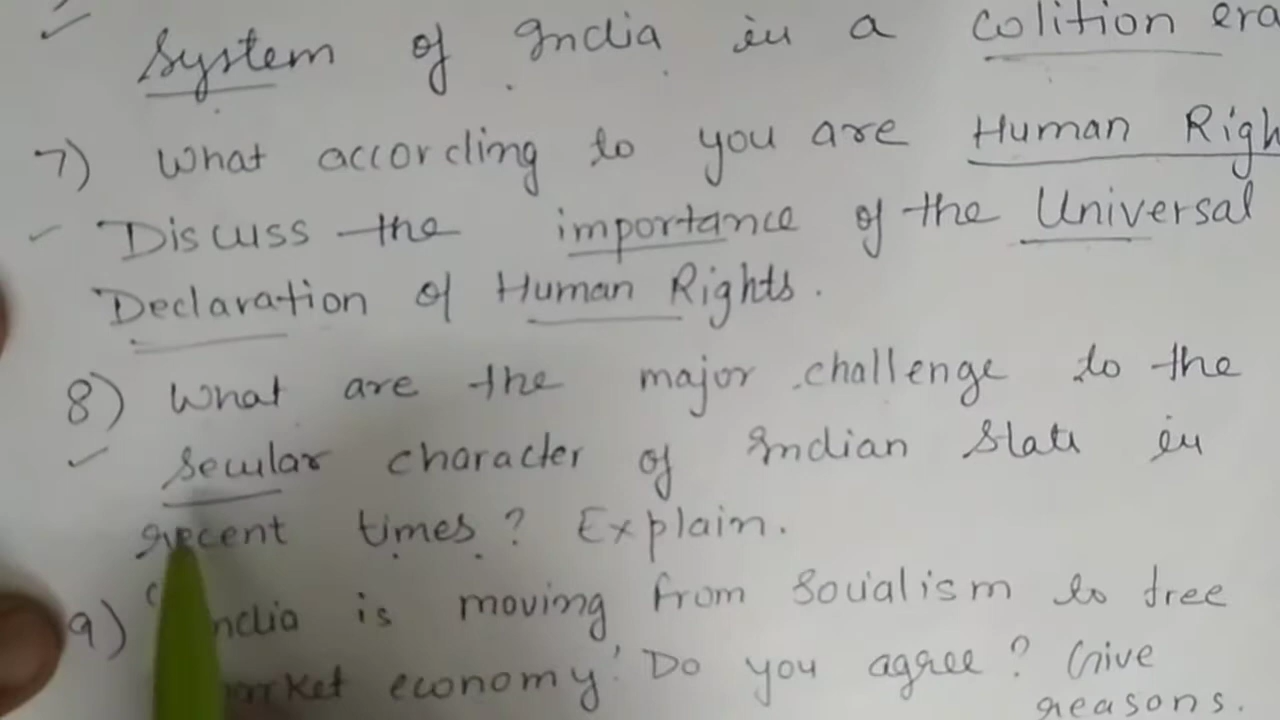 System of India in a colition era
7) What according to you are Human Righ
Discuss the importance of the Universal
Declaration of Human Rights.
8) What are the major challenge to the
Secular character of Indian State in
recent times? Explain.
9) "India is moving from Socialism to free
market economy'. Do you agree? Give
reasons.